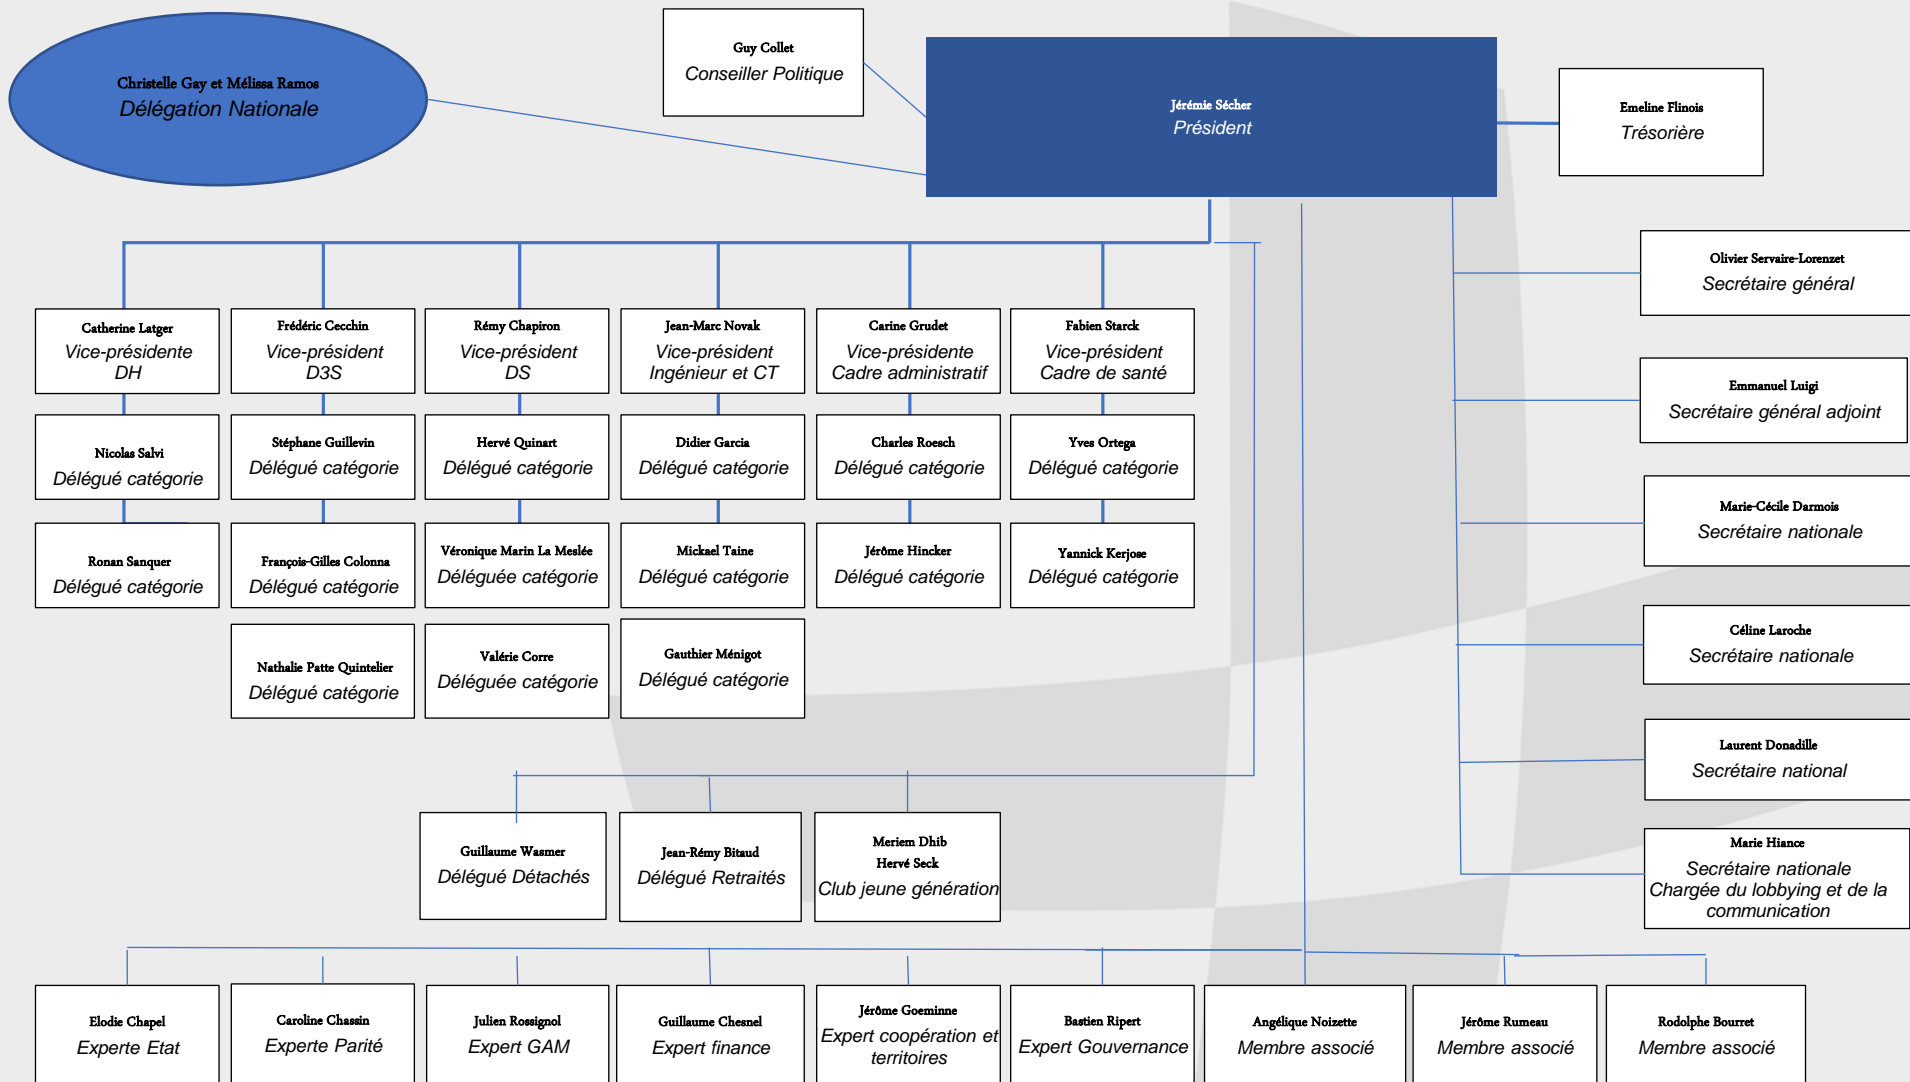 Christelle Gay et Mélissa Ramos
Délégation Nationale
Guy Collet
Conseiller Politique
Jérémie Sécher
Président
Emeline Flinois
Trésorière
Olivier Servaire-Lorenzet
Secrétaire général
Emmanuel Luigi
Secrétaire général adjoint
Marie-Cécile Darmois
Secrétaire nationale
Céline Laroche
Secrétaire nationale
Laurent Donadille
Secrétaire national
Marie Hiance
Secrétaire nationale
Chargée du lobbying et de la
communication
Catherine Latger
Vice-présidente
DH
Frédéric Cecchin
Vice-président
D3S
Rémy Chapiron
Vice-président
DS
Jean-Marc Novak
Vice-président
Ingénieur et CT
Carine Grudet
Vice-présidente
Cadre administratif
Fabien Starck
Vice-président
Cadre de santé
Nicolas Salvi
Délégué catégorie
Stéphane Guillevin
Délégué catégorie
Hervé Quinart
Délégué catégorie
Didier Garcia
Délégué catégorie
Charles Roesch
Délégué catégorie
Yves Ortega
Délégué catégorie
Ronan Sanquer
Délégué catégorie
François-Gilles Colonna
Délégué catégorie
Véronique Marin La Meslée
Déléguée catégorie
Mickael Taine
Délégué catégorie
Jérôme Hincker
Délégué catégorie
Yannick Kerjose
Délégué catégorie
Nathalie Patte Quintelier
Délégué catégorie
Valérie Corre
Déléguée catégorie
Gauthier Ménigot
Délégué catégorie
Guillaume Wasmer
Délégué Détachés
Jean-Rémy Bitaud
Délégué Retraités
Meriem Dhib
Hervé Seck
Club jeune génération
Elodie Chapel
Experte Etat
Caroline Chassin
Experte Parité
Julien Rossignol
Expert GAM
Guillaume Chesnel
Expert finance
Jérôme Goeminne
Expert coopération et
territoires
Bastien Ripert
Expert Gouvernance
Angélique Noizette
Membre associé
Jérôme Rumeau
Membre associé
Rodolphe Bourret
Membre associé